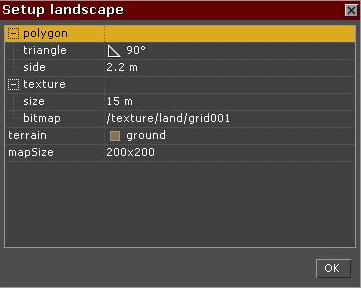 Setup landscape
polygon
triangle 90°
side 2.2 m
texture
size 15 m
bitmap /texture/land/grid001
terrain ground
mapSize 200x200
OK